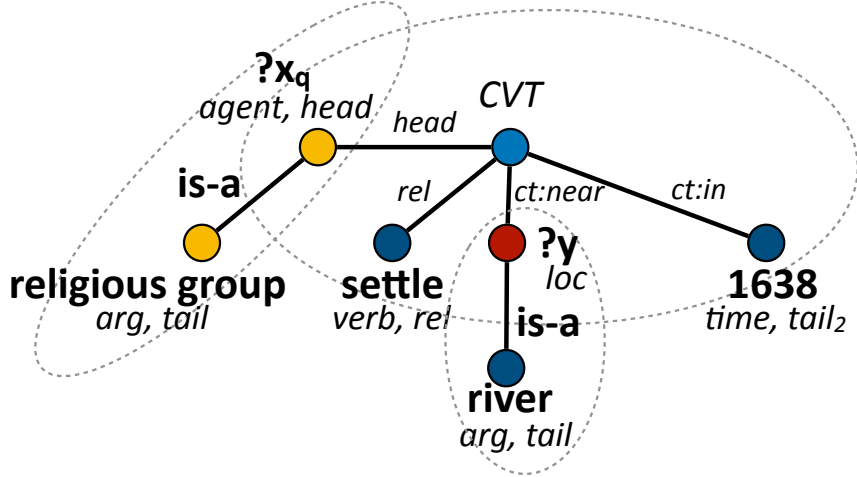 ?xq
agent, head
CVT
head
is-a
rel
ct:near
ct:in
religious group
arg, tail
settle
verb, rel
?y
loc
1638
time, tail2
is-a
river
arg, tail